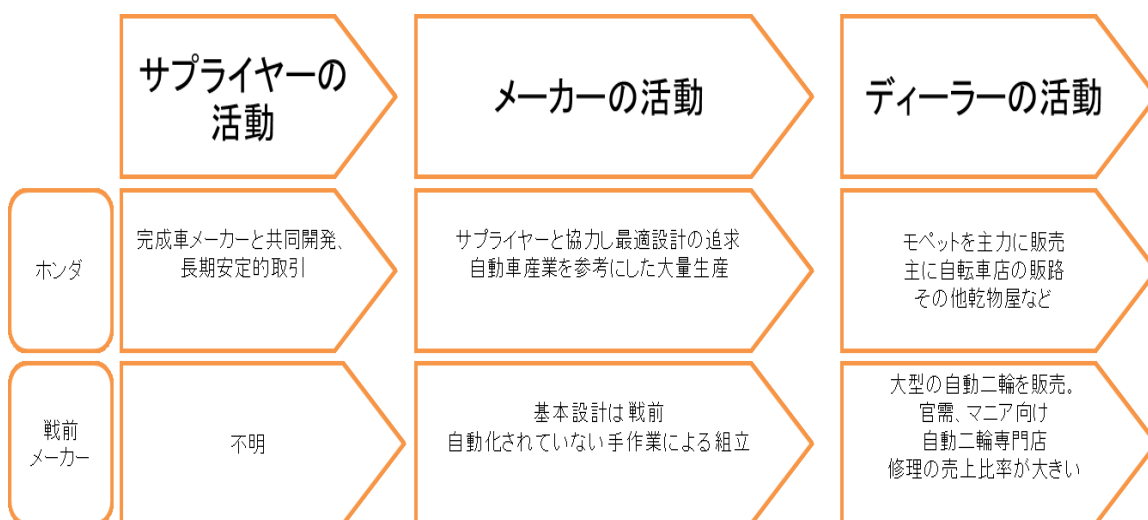 サプライヤーの
活動
メーカーの活動
ディーラーの活動
ホンダ
完成車メーカーと共同開発、
長期安定的取引
サプライヤーと協力し最適設計の追求
自動車産業を参考にした大量生産
モペットを主力に販売
主に自転車店の販路
その他乾物屋など
戦前
メーカー
不明
基本設計は戦前
自動化されていない手作業による組立
大型の自動二輪を販売。
官需、マニア向け
自動二輪専門店
修理の売上比率が大きい